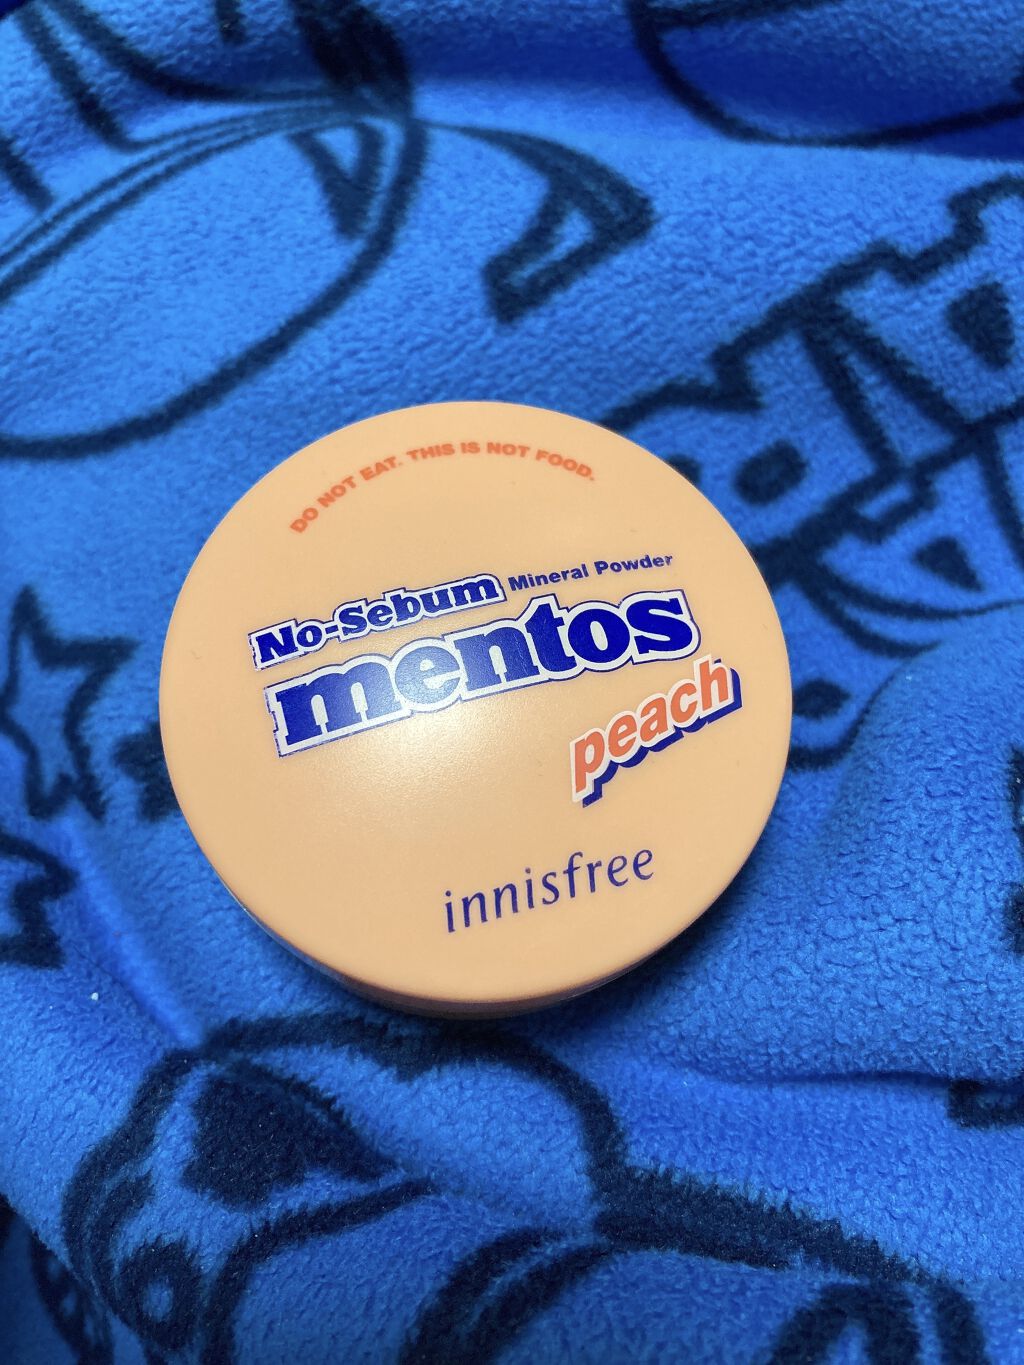 DO NOT EAT. THIS IS NOT FOOD.
No-Sebum Mineral Powder
mentos
peach
innisfree